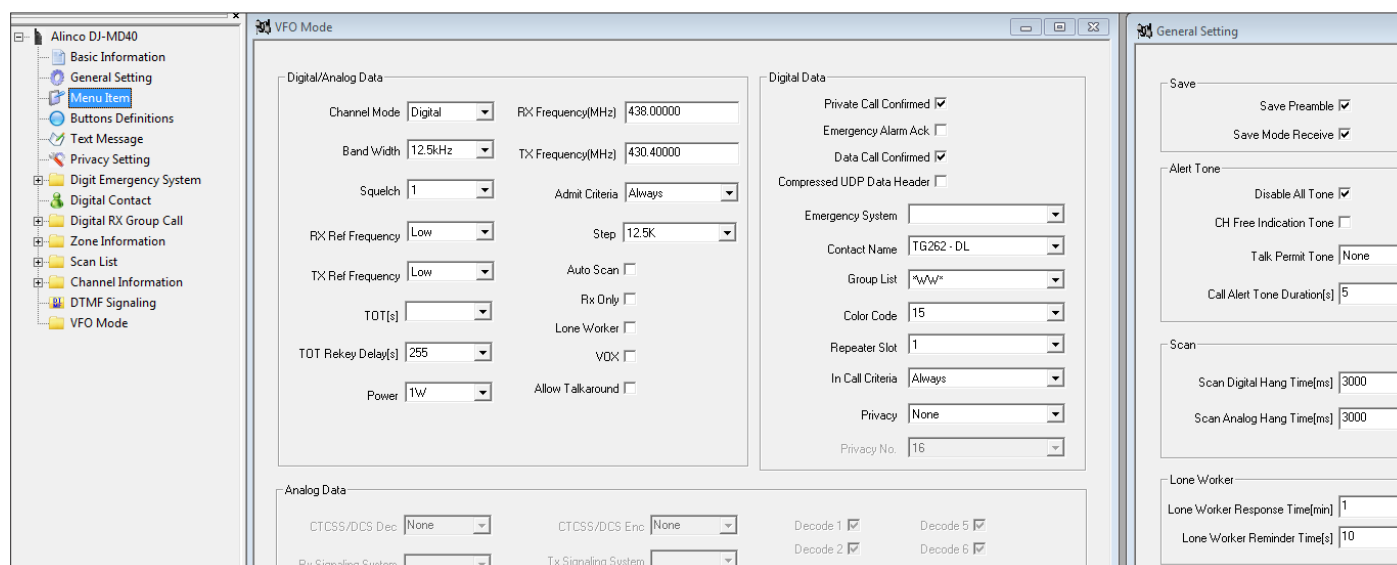 Alinco DJ-MD40
Basic Information
General Setting
Menu Item
Buttons Definitions
Text Message
Privacy Setting
Digit Emergency System
Digital Contact
Digital RX Group Call
Zone Information
Scan List
Channel Information
DTMF Signaling
VFO Mode
VFO Mode
Digital/Analog Data
Channel Mode Digital
RX Frequency(MHz) 438.00000
Band Width 12.5kHz
TX Frequency(MHz) 430.40000
Squelch 1
Admit Criteria Always
RX Ref Frequency Low
Step 12.5K
TX Ref Frequency Low
Auto Scan
Rx Only
TOT[s]
Lone Worker
TOT Rekey Delay[s] 255
VOX
Power 1W
Allow Talkaround
Digital Data
Private Call Confirmed
Emergency Alarm Ack
Data Call Confirmed
Compressed UDP Data Header
Emergency System
Contact Name TG262 - DL
Group List *WW*
Color Code 15
Repeater Slot 1
In Call Criteria Always
Privacy None
Privacy No. 16
Analog Data
CTCSS/DCS Dec None
CTCSS/DCS Enc None
Decode 1
Decode 5
Decode 2
Decode 6
Rx Signaling System
Tx Signaling System
General Setting
Save
Save Preamble
Save Mode Receive
Alert Tone
Disable All Tone
CH Free Indication Tone
Talk Permit Tone None
Call Alert Tone Duration[s] 5
Scan
Scan Digital Hang Time[ms] 3000
Scan Analog Hang Time[ms] 3000
Lone Worker
Lone Worker Response Time[min] 1
Lone Worker Reminder Time[s] 10